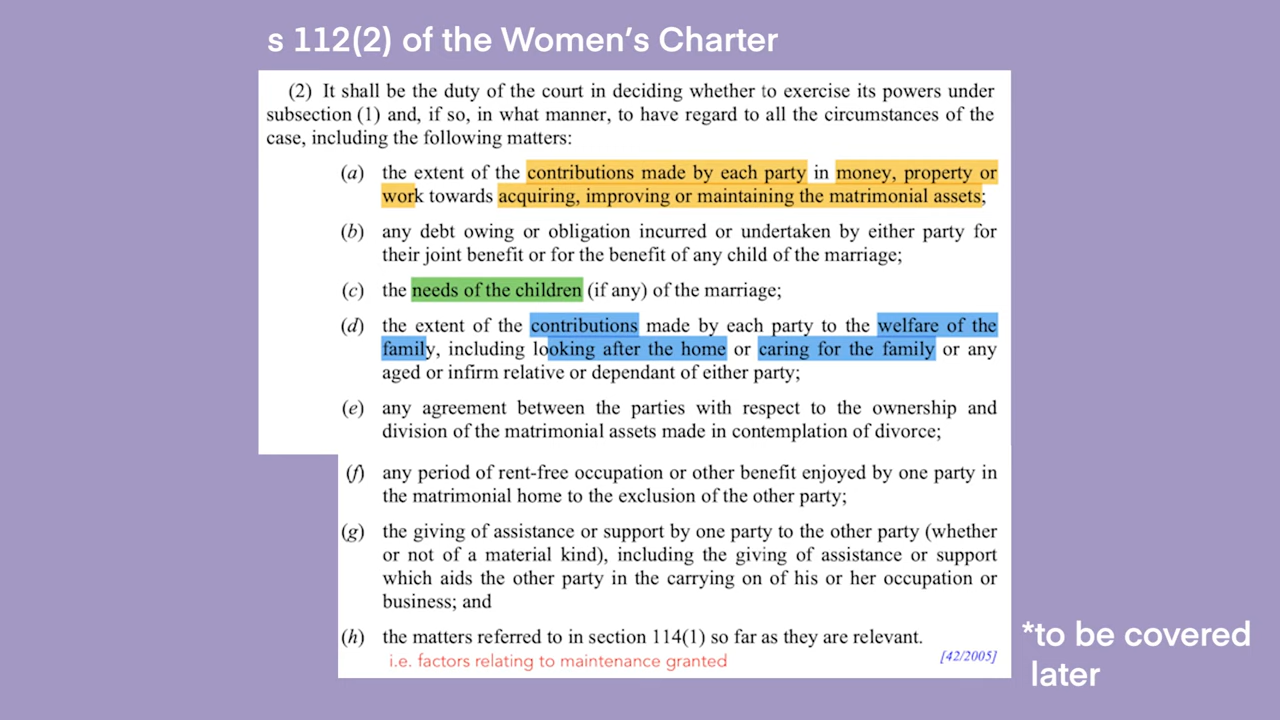 s 112(2) of the Women’s Charter
(2) It shall be the duty of the court in deciding whether to exercise its powers under
subsection (1) and, if so, in what manner, to have regard to all the circumstances of the
case, including the following matters:
(a) the extent of the contributions made by each party in money, property or
work towards acquiring, improving or maintaining the matrimonial assets;
(b) any debt owing or obligation incurred or undertaken by either party for
their joint benefit or for the benefit of any child of the marriage;
(c) the needs of the children (if any) of the marriage;
(d) the extent of the contributions made by each party to the welfare of the
family, including looking after the home or caring for the family or any
aged or infirm relative or dependant of either party;
(e) any agreement between the parties with respect to the ownership and
division of the matrimonial assets made in contemplation of divorce;
(f) any period of rent-free occupation or other benefit enjoyed by one party in
the matrimonial home to the exclusion of the other party;
(g) the giving of assistance or support by one party to the other party (whether
or not of a material kind), including the giving of assistance or support
which aids the other party in the carrying on of his or her occupation or
business; and
(h) the matters referred to in section 114(1) so far as they are relevant.
i.e. factors relating to maintenance granted
[42/2005]
*to be covered
later